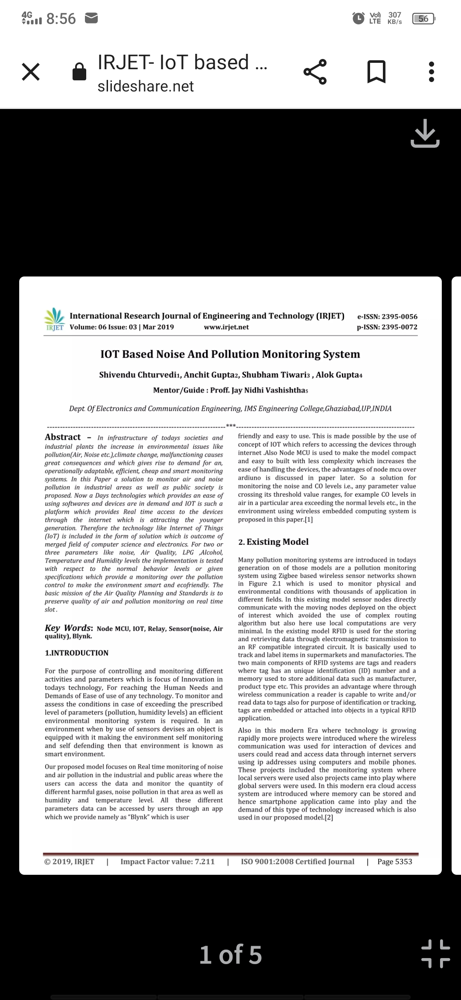 4G 8:56 Vo) LTE 307 KB/s 56
IRJET- IoT based ...
slideshare.net
International Research Journal of Engineering and Technology (IRJET) e-ISSN: 2395-0056
IRJET Volume: 06 Issue: 03 | Mar 2019 www.irjet.net p-ISSN: 2395-0072
IOT Based Noise And Pollution Monitoring System
Shivendu Chturvedi1, Anchit Gupta2, Shubham Tiwari3 , Alok Gupta4
Mentor/Guide : Proff. Jay Nidhi Vashishtha5
Dept. Of Electronics and Communication Engineering, IMS Engineering College,Ghaziabad,UP,INDIA
---------------------------------------------------------------------***---------------------------------------------------------------------
Abstract – In infrastructure of todays societies and
industrial plants the increase in environmental issues like
pollution(Air, Noise etc.),climate change, malfunctioning causes
great consequences and which gives rise to demand for an,
operationally adaptable, efficient, cheap and smart monitoring
systems. In this Paper a solution to monitor air and noise
pollution in industrial areas as well as public society is
proposed. Now a Days technologies which provides an ease of
using softwares and devices are in demand and IOT is such a
platform which provides Real time access to the devices
through the internet which is attracting the younger
generation. Therefore the technology like Internet of Things
(IoT) is included in the form of solution which is outcome of
merged field of computer science and electronics. For two or
three parameters like noise, Air Quality, LPG ,Alcohol,
Temperature and Humidity levels the implementation is tested
with respect to the normal behavior levels or given
specifications which provide a monitoring over the pollution
control to make the environment smart and ecofriendly. The
basic mission of the Air Quality Planning and Standards is to
preserve quality of air and pollution monitoring on real time
slot .
Key Words: Node MCU, IOT, Relay, Sensor(noise, Air
quality), Blynk.
1.INTRODUCTION
For the purpose of controlling and monitoring different
activities and parameters which is focus of Innovation in
todays technology, For reaching the Human Needs and
Demands of Ease of use of any technology. To monitor and
assess the conditions in case of exceeding the prescribed
level of parameters (pollution, humidity levels) an efficient
environmental monitoring system is required. In an
environment when by use of sensors devises an object is
equipped with it making the environment self monitoring
and self defending then that environment is known as
smart environment.
Our proposed model focuses on Real time monitoring of noise
and air pollution in the industrial and public areas where the
users can access the data and monitor the quantity of
different harmful gases, noise pollution in that area as well as
humidity and temperature level. All these different
parameters data can be accessed by users through an app
which we provide namely as “Blynk” which is user
friendly and easy to use. This is made possible by the use of
concept of IOT which refers to accessing the devices through
internet .Also Node MCU is used to make the model compact
and easy to built with less complexity which increases the
ease of handling the devices, the advantages of node mcu over
ardiuno is discussed in paper later. So a solution for
monitoring the noise and CO levels i.e., any parameter value
crossing its threshold value ranges, for example CO levels in
air in a particular area exceeding the normal levels etc., in the
environment using wireless embedded computing system is
proposed in this paper.[1]
2. Existing Model
Many pollution monitoring systems are introduced in todays
generation on of those models are a pollution monitoring
system using Zigbee based wireless sensor networks shown
in Figure 2.1 which is used to monitor physical and
environmental conditions with thousands of application in
different fields. In this existing model sensor nodes directly
communicate with the moving nodes deployed on the object
of interest which avoided the use of complex routing
algorithm but also here use local computations are very
minimal. In the existing model RFID is used for the storing
and retrieving data through electromagnetic transmission to
an RF compatible integrated circuit. It is basically used to
track and label items in supermarkets and manufactories. The
two main components of RFID systems are tags and readers
where tag has an unique identification (ID) number and a
memory used to store additional data such as manufacturer,
product type etc. This provides an advantage where through
wireless communication a reader is capable to write and/or
read data to tags also for purpose of identification or tracking,
tags are embedded or attached into objects in a typical RFID
application.
Also in this modern Era where technology is growing
rapidly more projects were introduced where the wireless
communication was used for interaction of devices and
users could read and access data through internet servers
using ip addresses using computers and mobile phones.
These projects included the monitoring system where
local servers were used also projects came into play where
global servers were used. In this modern era cloud access
system are introduced where memory can be stored and
hence smartphone application came into play and the
demand of this type of technology increased which is also
used in our proposed model.[2]
© 2019, IRJET | Impact Factor value: 7.211 | ISO 9001:2008 Certified Journal | Page 5353
1 of 5